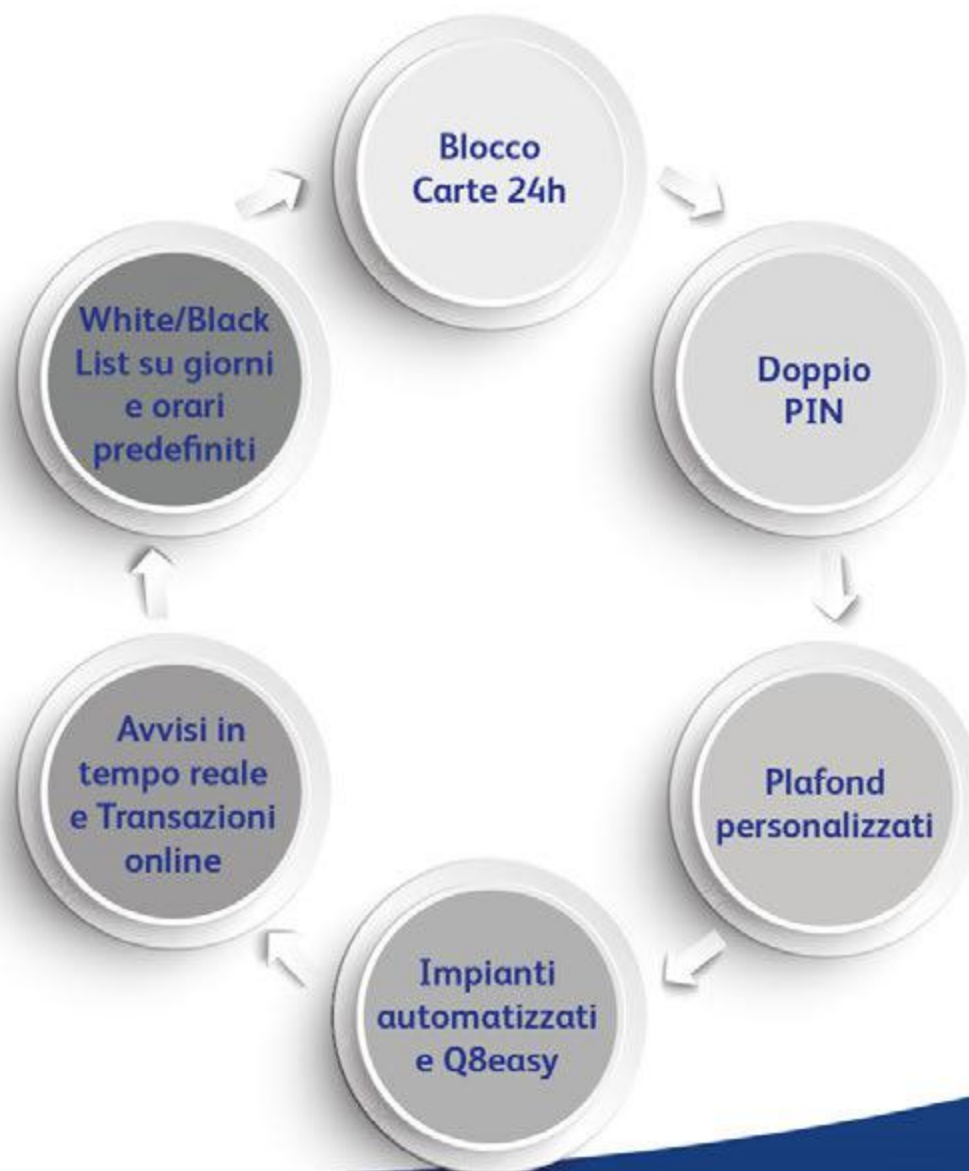 Blocco
Carte 24h
Doppio
PIN
Plafond
personalizzati
Impianti
automatizzati
e Q8easy
Avvisi in
tempo reale
e Transazioni
online
White/Black
List su giorni
e orari
predefiniti